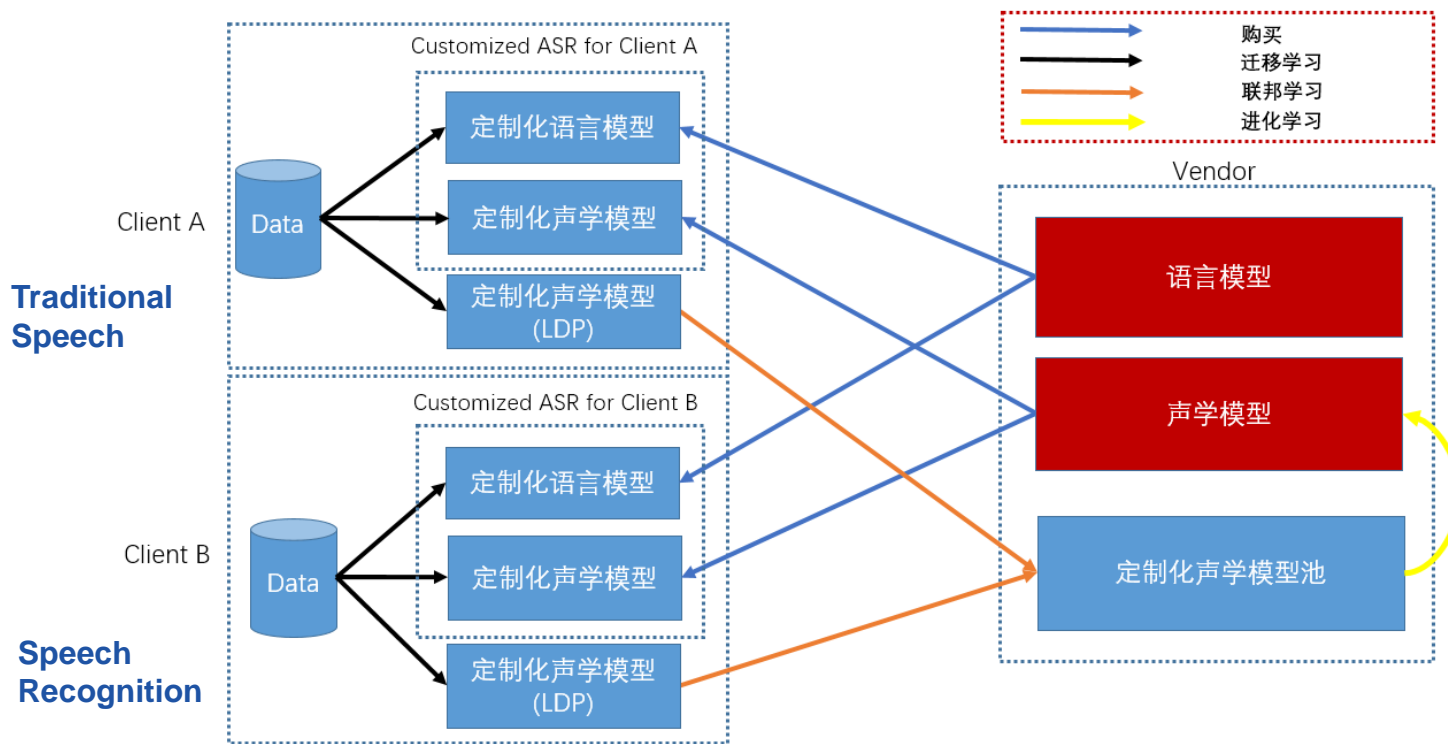 Customized ASR for Client A
定制化语言模型
定制化声学模型
定制化声学模型
(LDP)
Data
Client A
Traditional
Speech
Customized ASR for Client B
定制化语言模型
定制化声学模型
定制化声学模型
(LDP)
Data
Client B
Speech
Recognition
购买
迁移学习
联邦学习
进化学习
Vendor
语言模型
声学模型
定制化声学模型池